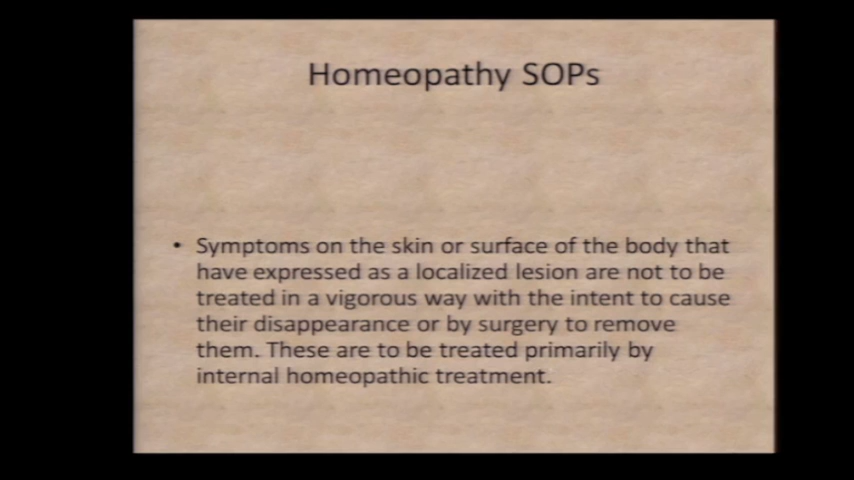 Homeopathy SOPs
• Symptoms on the skin or surface of the body that
have expressed as a localized lesion are not to be
treated in a vigorous way with the intent to cause
their disappearance or by surgery to remove
them. These are to be treated primarily by
internal homeopathic treatment.